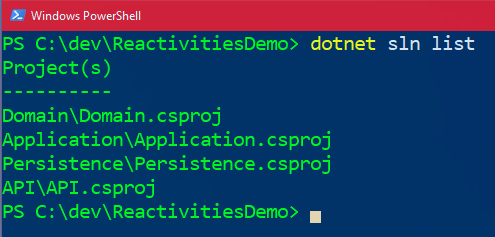 Windows PowerShell
PS C:\dev\ReactivitiesDemo> dotnet sln list
Project(s)
----------
Domain\Domain.csproj
Application\Application.csproj
Persistence\Persistence.csproj
API\API.csproj
PS C:\dev\ReactivitiesDemo>